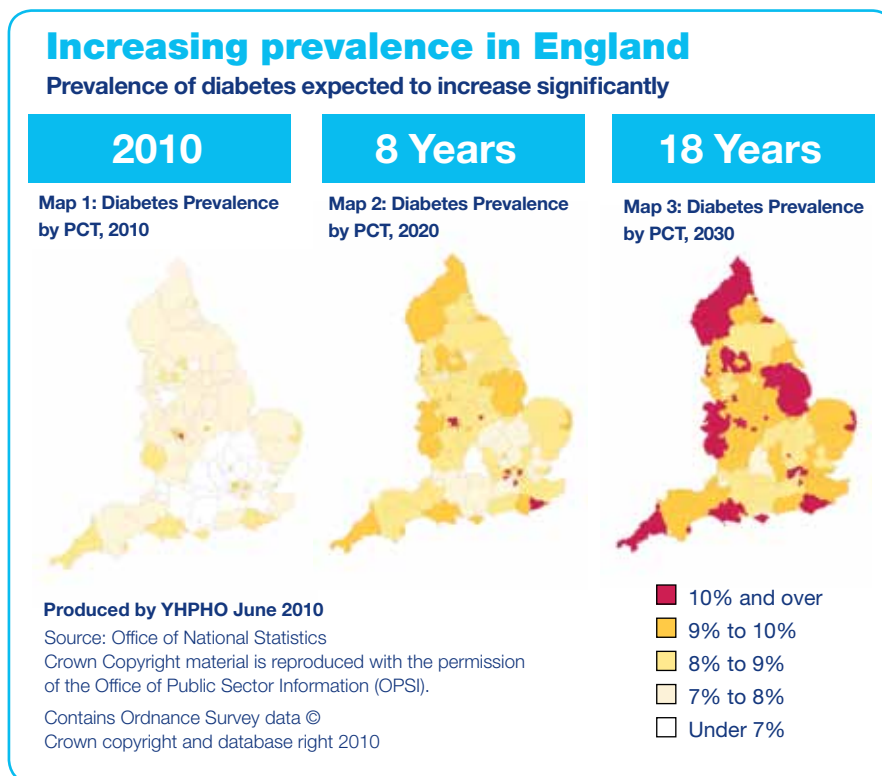 Increasing prevalence in England
Prevalence of diabetes expected to increase significantly
2010
8 Years
18 Years
Map 1: Diabetes Prevalence
by PCT, 2010
Map 2: Diabetes Prevalence
by PCT, 2020
Map 3: Diabetes Prevalence
by PCT, 2030
Produced by YHPHO June 2010
Source: Office of National Statistics
Crown Copyright material is reproduced with the permission
of the Office of Public Sector Information (OPSI).
Contains Ordnance Survey data ©
Crown copyright and database right 2010
10% and over
9% to 10%
8% to 9%
7% to 8%
Under 7%